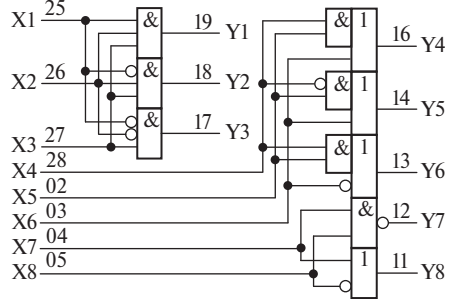 X1 25 & 19 Y1
X2 26 & 18 Y2
& 17 Y3
X3 27
X4 28
X5 02
X6 03
X7 04
X8 05
& 1 16 Y4
& 1 14 Y5
& 1 13 Y6
& 12 Y7
1 11 Y8